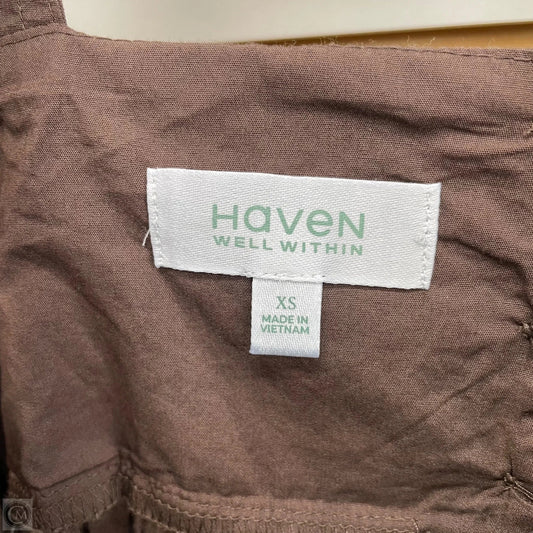 Haven
WELL WITHIN
XS
MADE IN
VIETNAM